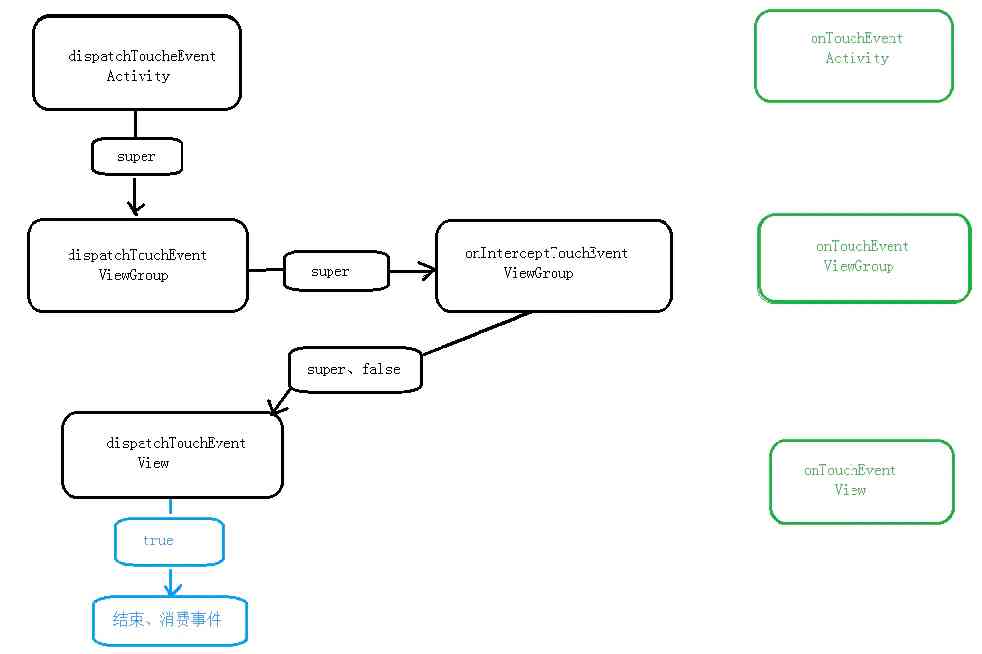 dispatchToucheEvent
Activity
onTouchEvent
Activity
super
dispatchTouchEvent
ViewGroup
super
onInterceptTouchEvent
ViewGroup
onTouchEvent
ViewGroup
super、false
dispatchTouchEvent
View
onTouchEvent
View
true
结束、消费事件